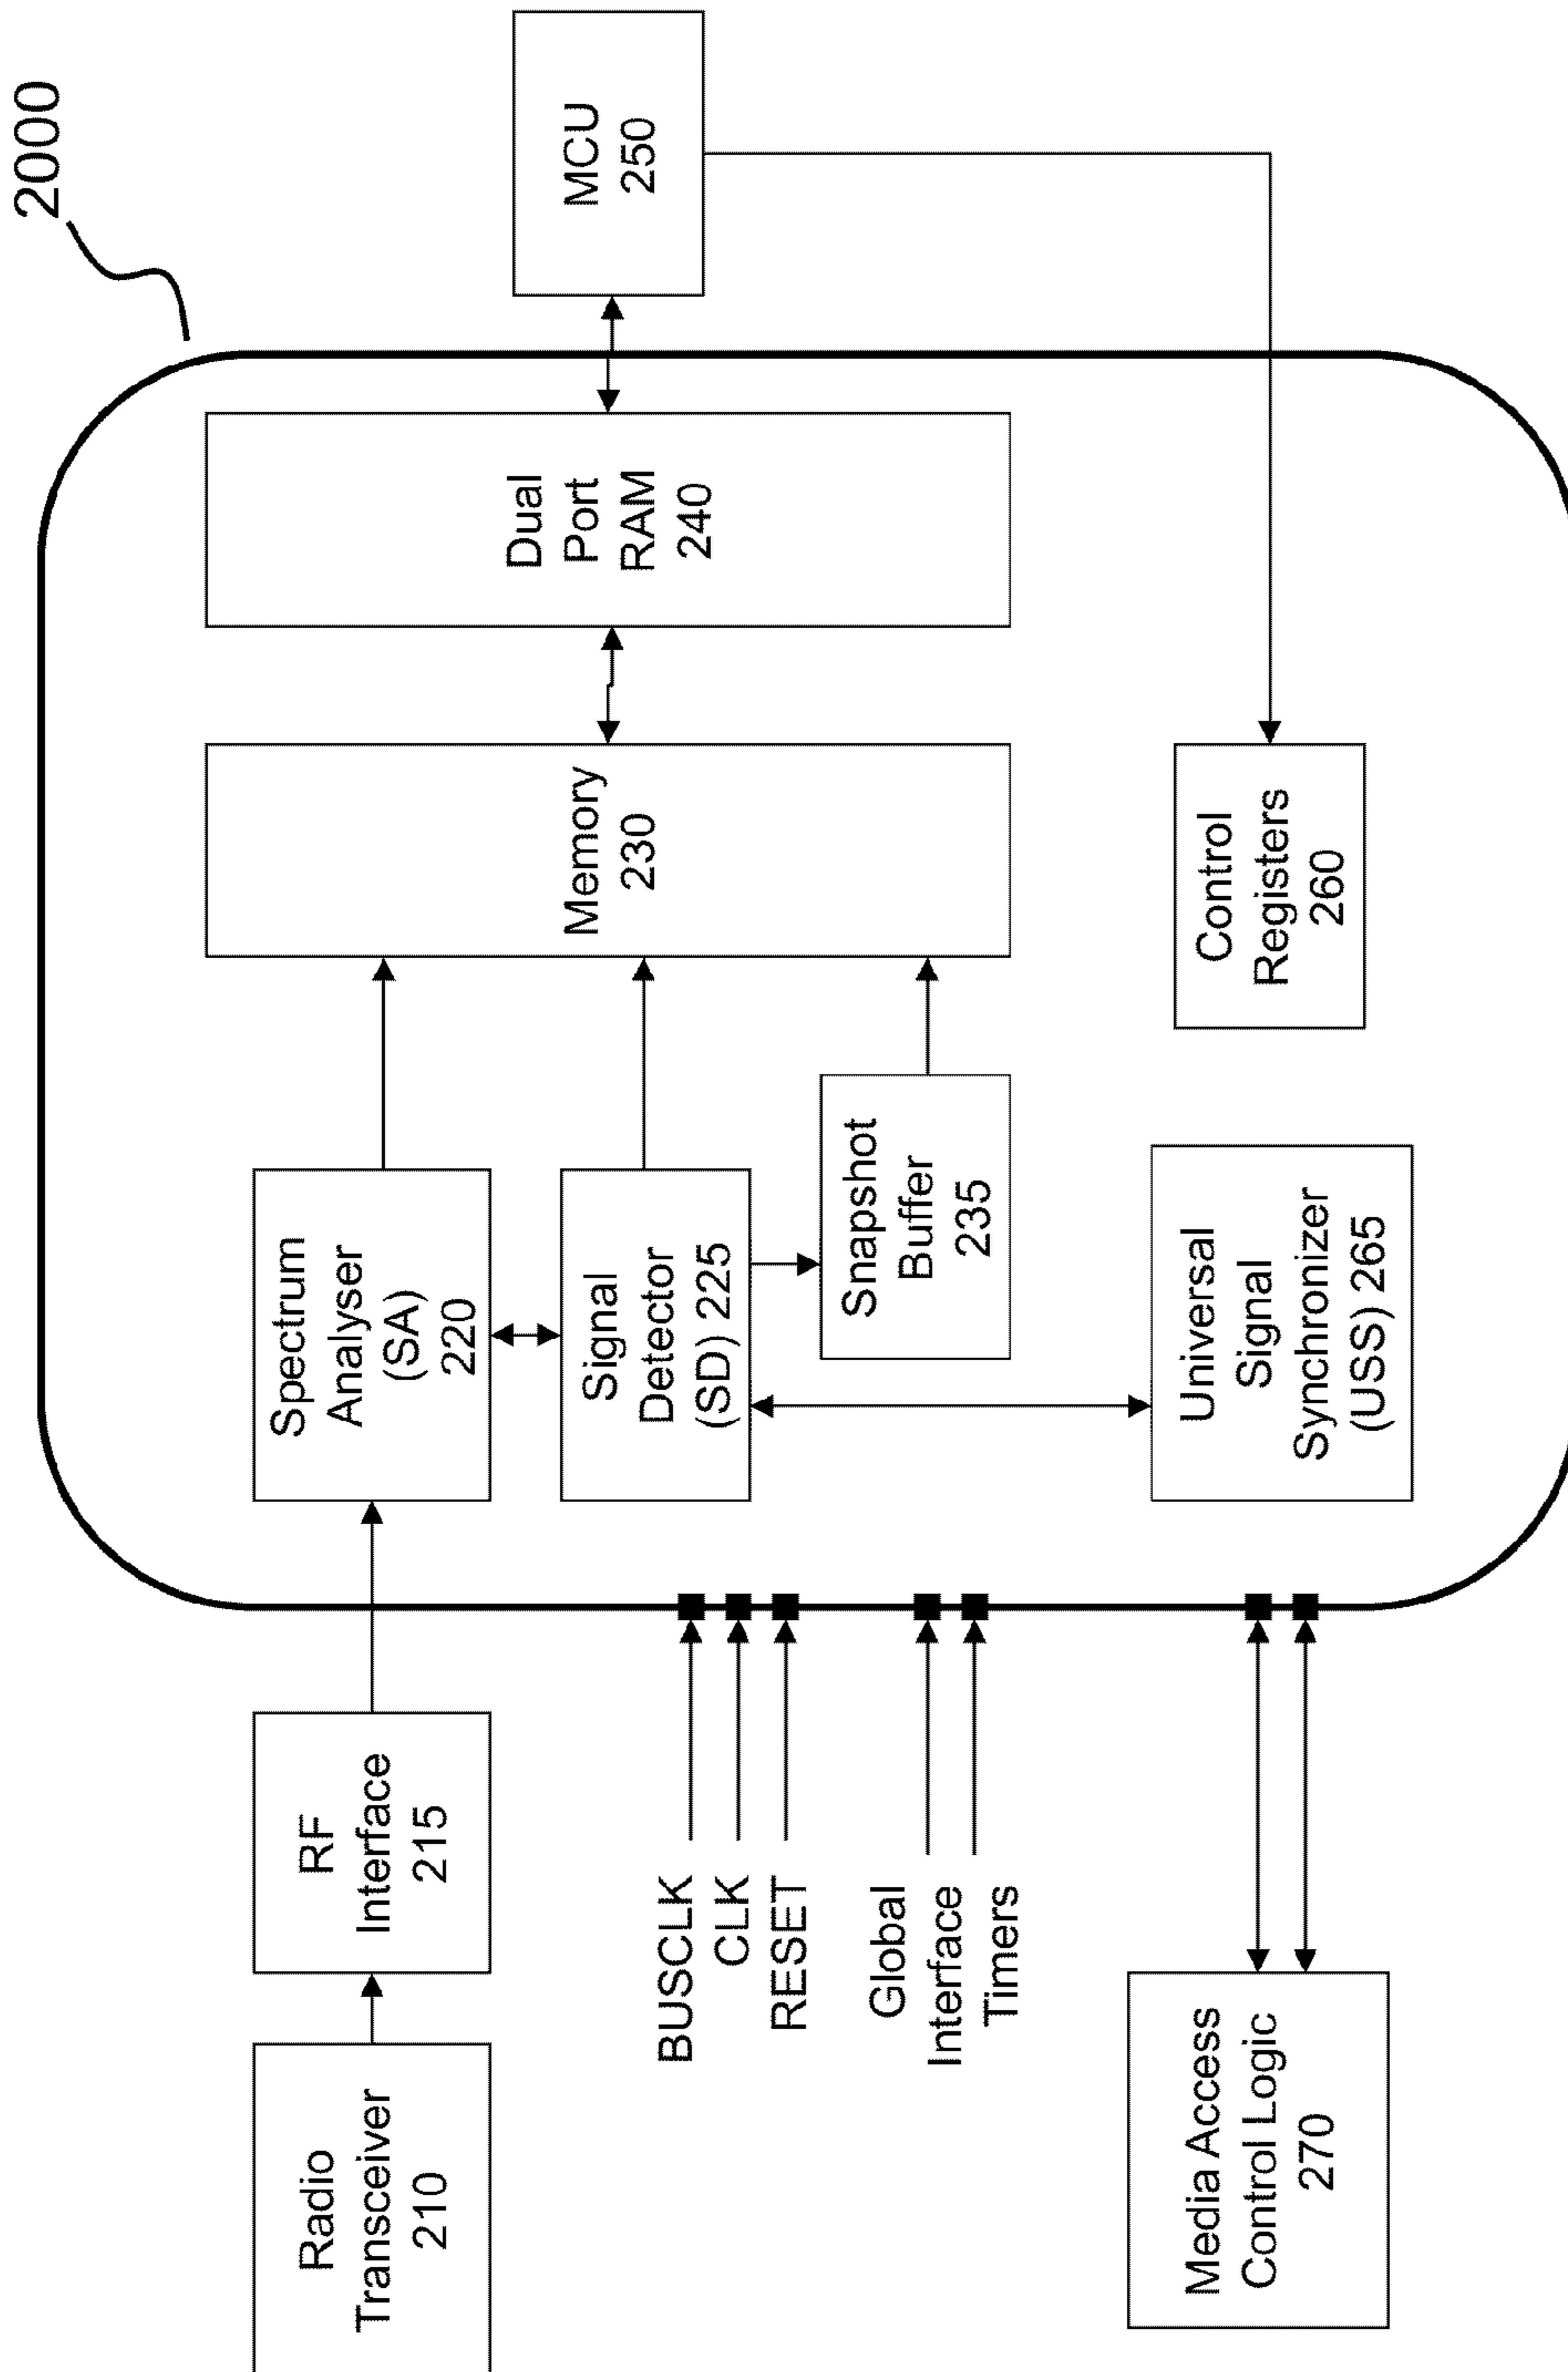 2000
Radio
Transceiver
210
RF
Interface
215
Spectrum
Analyser
(SA)
220
Signal
Detector
(SD) 225
Snapshot
Buffer
235
Memory
230
Dual
Port
RAM
240
MCU
250
BUSCLK
CLK
RESET
Global
Interface
Timers
Universal
Signal
Synchronizer
(USS) 265
Control
Registers
260
Media Access
Control Logic
270